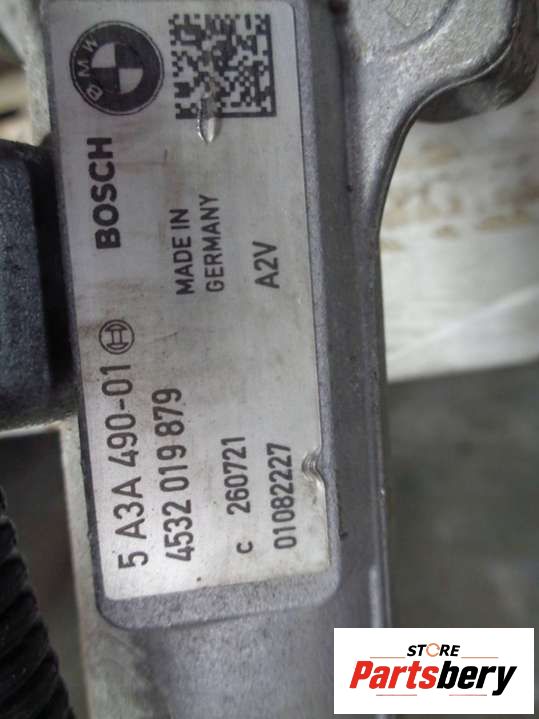 BMW
BOSCH
MADE IN
GERMANY
A2V
5 A3A 490-01
4532 019 879
c 260721
01082227
STORE
Partsbery